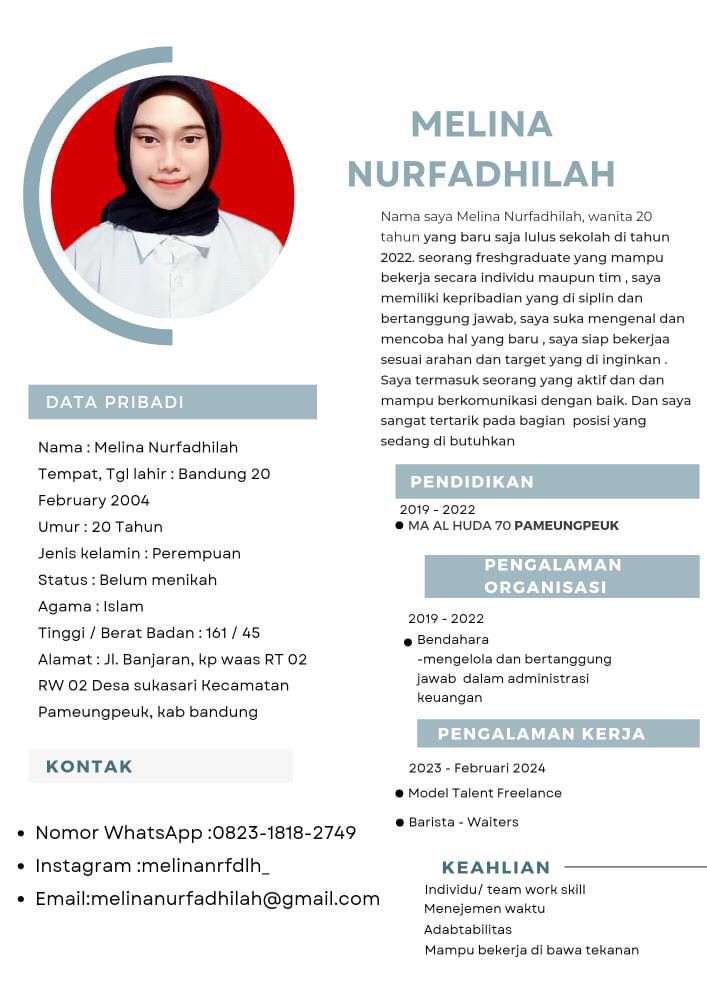 MELINA
NURFADHILAH
Nama saya Melina Nurfadhilah, wanita 20
tahun yang baru saja lulus sekolah di tahun
2022. seorang freshgraduate yang mampu
bekerja secara individu maupun tim , saya
memiliki kepribadian yang di siplin dan
bertanggung jawab, saya suka mengenal dan
mencoba hal yang baru , saya siap bekerjaa
sesuai arahan dan target yang di inginkan .
Saya termasuk seorang yang aktif dan dan
mampu berkomunikasi dengan baik. Dan saya
sangat tertarik pada bagian  posisi yang
sedang di butuhkan
DATA PRIBADI
Nama : Melina Nurfadhilah
Tempat, Tgl lahir : Bandung 20
February 2004
Umur : 20 Tahun
Jenis kelamin : Perempuan
Status : Belum menikah
Agama : Islam
Tinggi / Berat Badan : 161 / 45
Alamat : Jl. Banjaran, kp waas RT 02
RW 02 Desa sukasari Kecamatan
Pameungpeuk, kab bandung
KONTAK
• Nomor WhatsApp :0823-1818-2749
• Instagram :melinanrfdlh_
• Email:melinanurfadhilah@gmail.com
PENDIDIKAN
2019 - 2022
• MA AL HUDA 70 PAMEUNGPEUK
PENGALAMAN
ORGANISASI
2019 - 2022
• Bendahara
-mengelola dan bertanggung
jawab  dalam administrasi
keuangan
PENGALAMAN KERJA
2023 - Februari 2024
• Model Talent Freelance
• Barista - Waiters
KEAHLIAN
Individu/ team work skill
Menejemen waktu
Adabtabilitas
Mampu bekerja di bawa tekanan